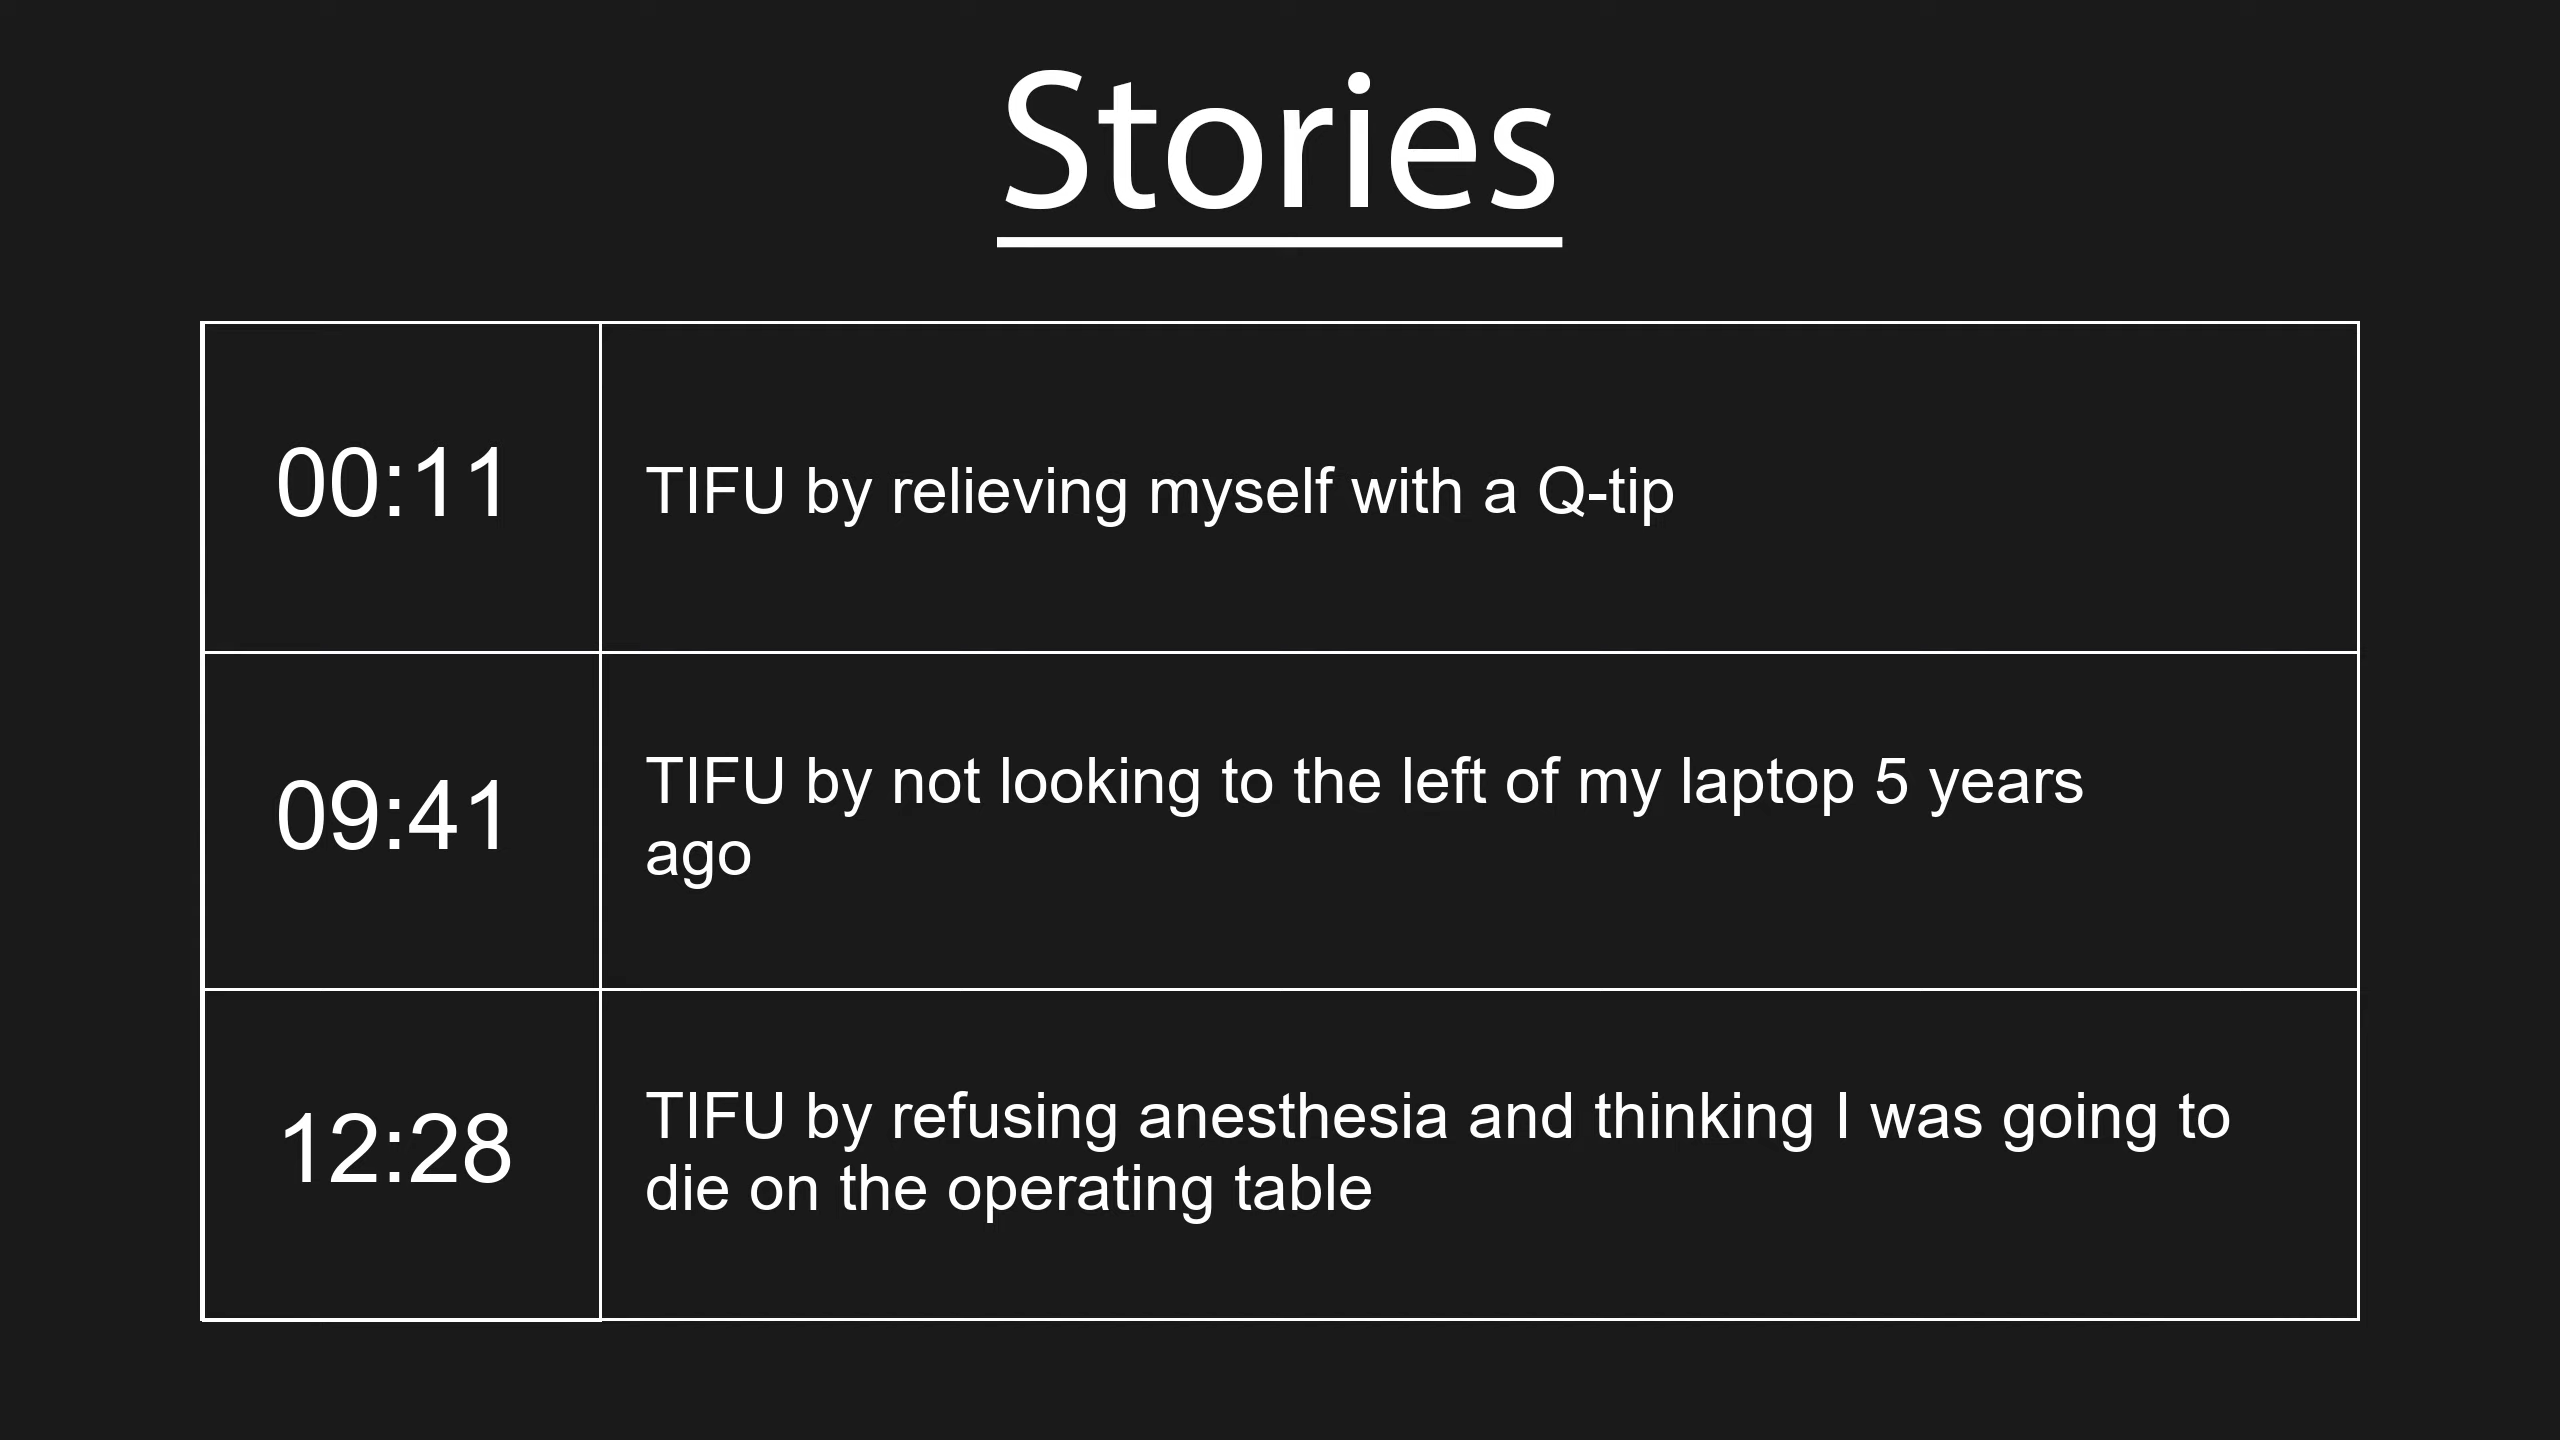 Stories
00:11
TIFU by relieving myself with a Q-tip
09:41
TIFU by not looking to the left of my laptop 5 years
ago
12:28
TIFU by refusing anesthesia and thinking I was going to
die on the operating table